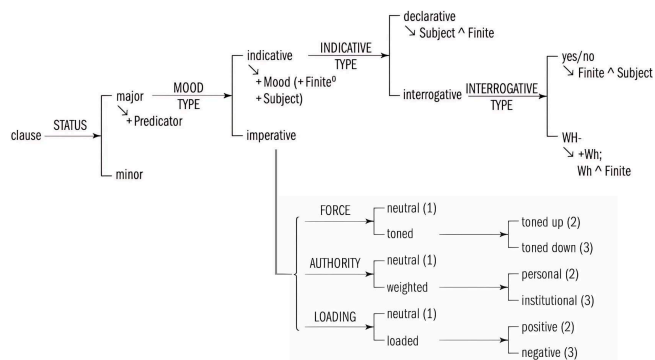 declarative
↘ Subject ^ Finite
indicative INDICATIVE TYPE
↘
+ Mood (+ Finite⁰
+ Subject)
yes/no
↘ Finite ^ Subject
interrogative INTERROGATIVE TYPE
MOOD TYPE
major
↘
+ Predicator
clause STATUS
imperative
WH-
↘ +Wh;
Wh ^ Finite
minor
FORCE neutral (1)
toned toned up (2)
toned down (3)
AUTHORITY neutral (1)
weighted personal (2)
institutional (3)
LOADING neutral (1)
loaded positive (2)
negative (3)